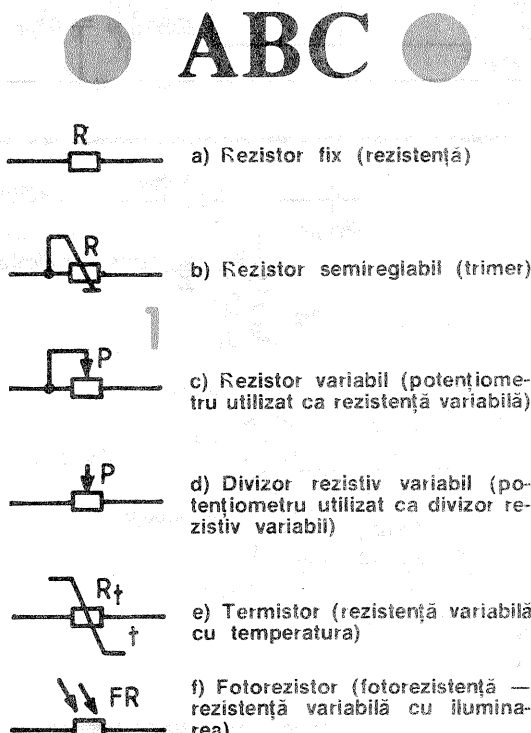 ABC
R
a) Rezistor fix (rezistență)
R
b) Rezistor semireglabil (trimer)
1
P
c) Rezistor variabil (potențiome-
tru utilizat ca rezistență variabilă)
P
d) Divizor rezistiv variabil (po-
tențiometru utilizat ca divizor re-
zistiv variabil)
Rt
t
e) Termistor (rezistență variabilă
cu temperatura)
FR
f) Fotorezistor (fotorezistență —
rezistență variabilă cu ilumina-
rea)